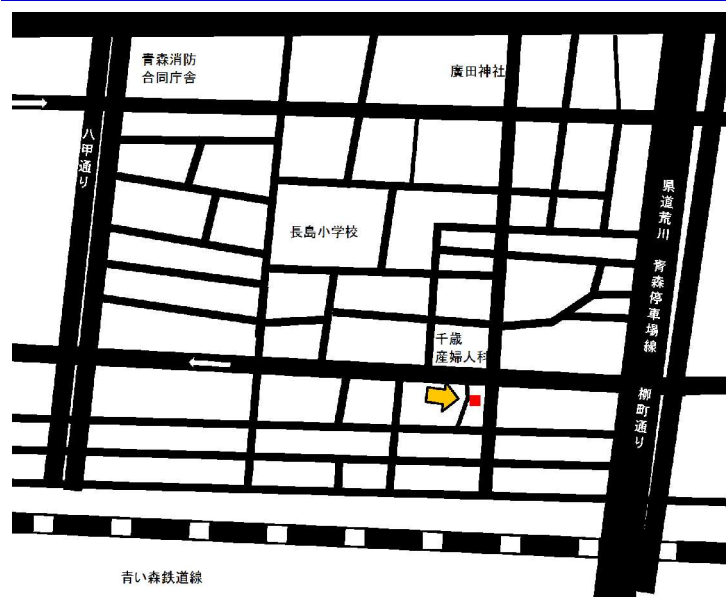 青森消防
合同庁舎
廣田神社
八甲通り
県道荒川
青森停車場線
長島小学校
千歳
産婦人科
柳町通り
青い森鉄道線